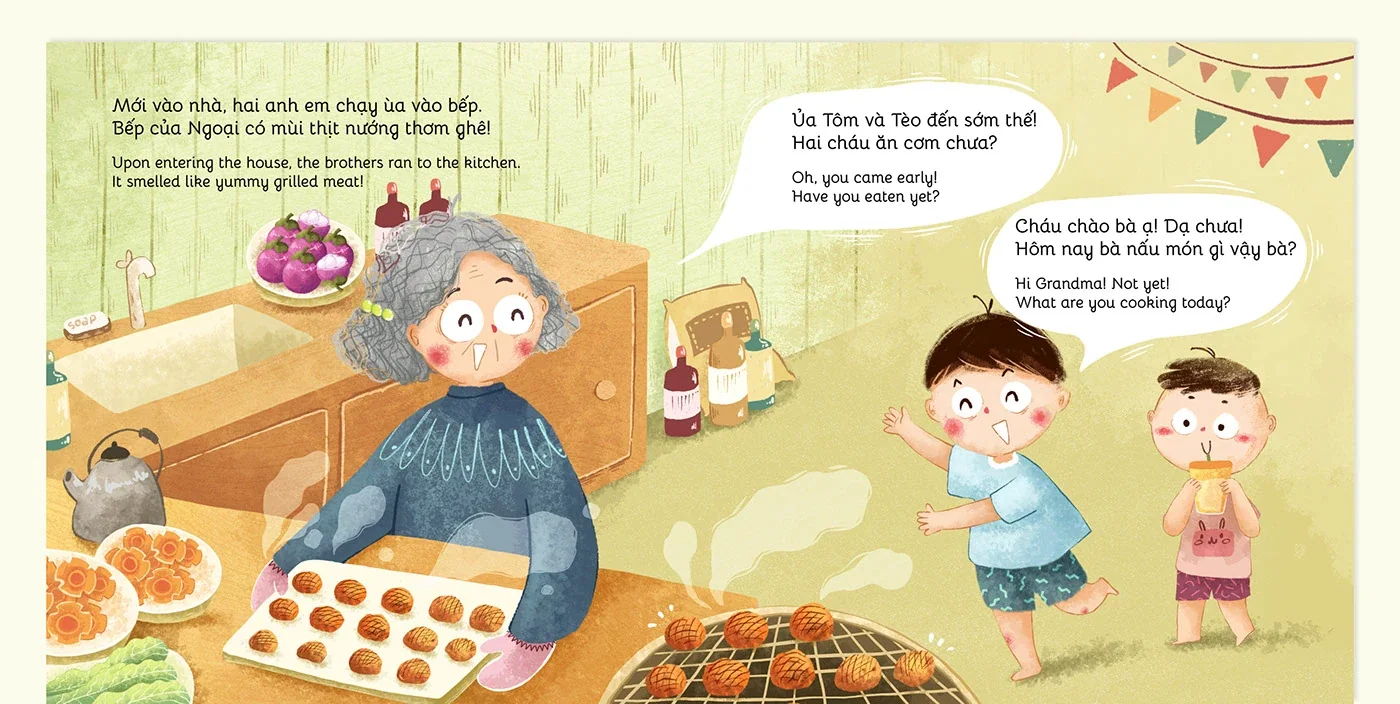 Mới vào nhà, hai anh em chạy ùa vào bếp.
Bếp của Ngoại có mùi thịt nướng thơm ghê!
Upon entering the house, the brothers ran to the kitchen.
It smelled like yummy grilled meat!
Ủa Tôm và Tèo đến sớm thế!
Hai cháu ăn cơm chưa?
Oh, you came early!
Have you eaten yet?
Cháu chào bà ạ! Dạ chưa!
Hôm nay bà nấu món gì vậy bà?
Hi Grandma! Not yet!
What are you cooking today?
soap